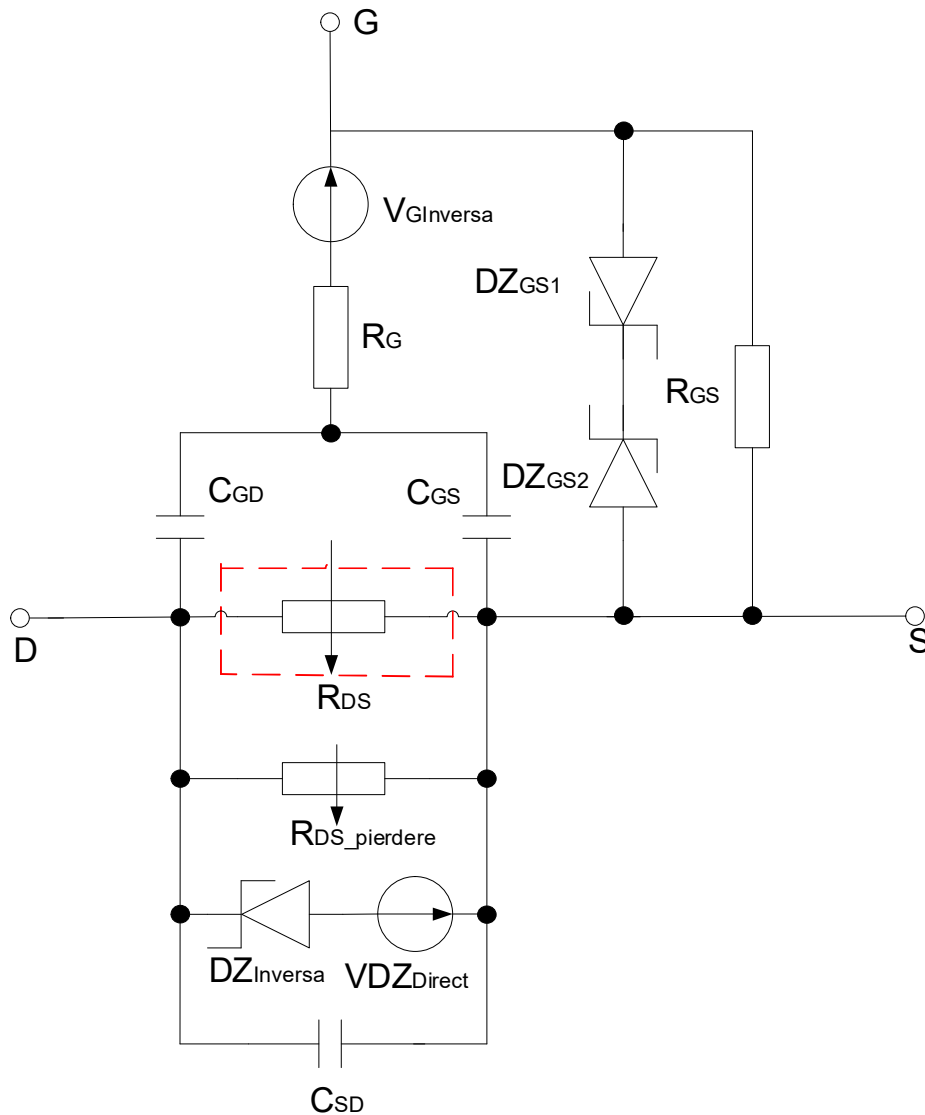 G
VGInversa
DZGS1
RG
RGS
DZGS2
CGD
CGS
D
S
RDS
RDS_pierdere
DZInversa
VDZDirect
CSD